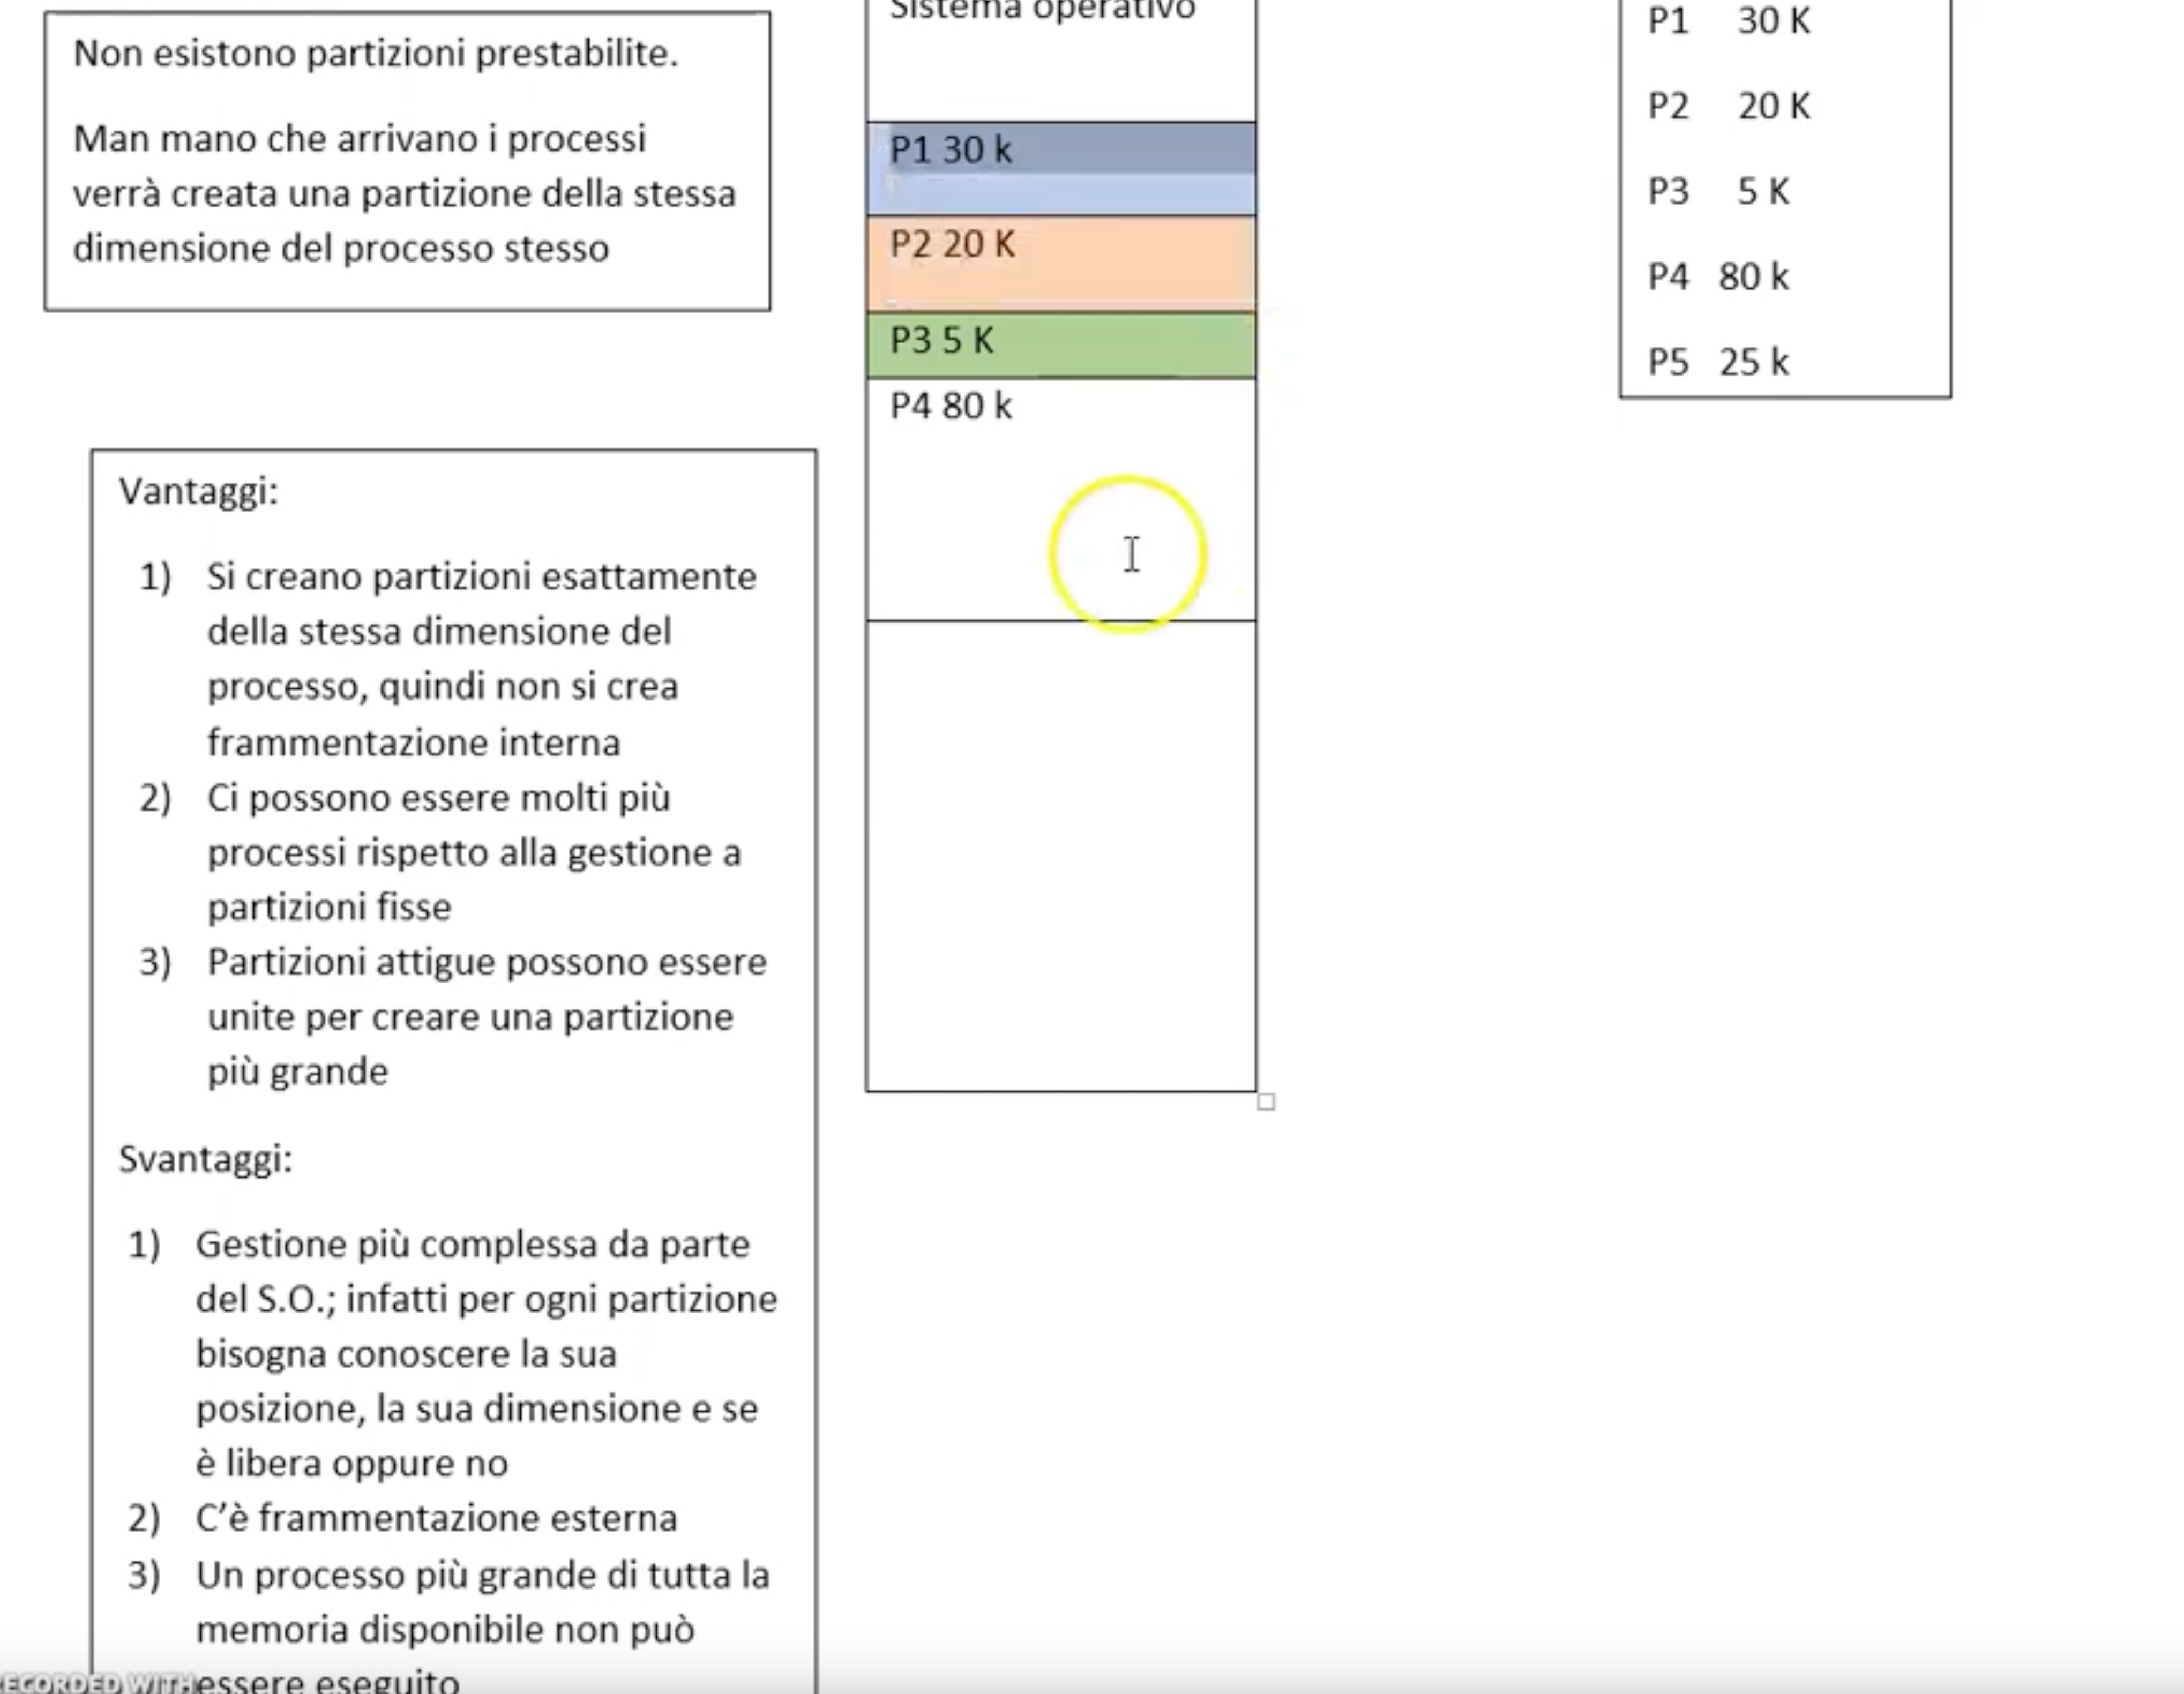 Non esistono partizioni prestabilite.
Man mano che arrivano i processi
verrà creata una partizione della stessa
dimensione del processo stesso
Vantaggi:
1) Si creano partizioni esattamente
della stessa dimensione del
processo, quindi non si crea
frammentazione interna
2) Ci possono essere molti più
processi rispetto alla gestione a
partizioni fisse
3) Partizioni attigue possono essere
unite per creare una partizione
più grande
Svantaggi:
1) Gestione più complessa da parte
del S.O.; infatti per ogni partizione
bisogna conoscere la sua
posizione, la sua dimensione e se
è libera oppure no
2) C'è frammentazione esterna
3) Un processo più grande di tutta la
memoria disponibile non può
essere eseguito
Sistema operativo
P1 30 k
P2 20 K
P3 5 K
P4 80 k
P1 30 K
P2 20 K
P3 5 K
P4 80 k
P5 25 k
WITH